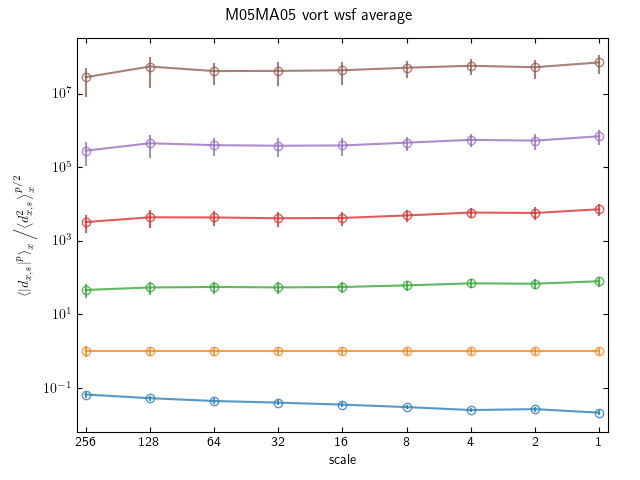 M05MA05 vort wsf average
⟨|d_{x,s}|^p⟩_x / ⟨d_{x,s}^2⟩_x^{p/2}
10^7
10^5
10^3
10^1
10^{-1}
256 128 64 32 16 8 4 2 1
scale